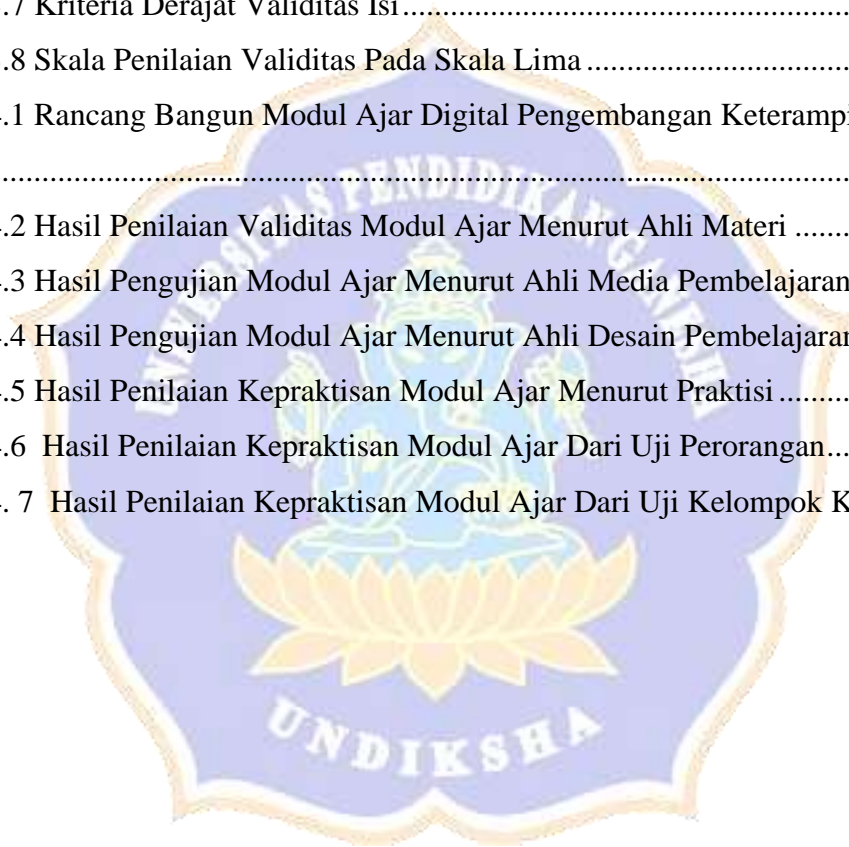 .7 Kriteria Derajat Validitas Isi
.8 Skala Penilaian Validitas Pada Skala Lima
.1 Rancang Bangun Modul Ajar Digital Pengembangan
.2 Hasil Penilaian Validitas Modul Ajar Menurut Ahli Materi
.3 Hasil Pengujian Modul Ajar Menurut Ahli Media Pembelajaran
.4 Hasil Pengujian Modul Ajar Menurut Ahli Desain Pembelajaran
.5 Hasil Penilaian Kepraktisan Modul Ajar Menurut Praktisi
.6 Hasil Penilaian Kepraktisan Modul Ajar Dari Uji Perorangan
. 7 Hasil Penilaian Kepraktisan Modul Ajar Dari Uji Kelompok
UNIVERSITAS PENDIDIKAN GANESHA
UNDIKSHA